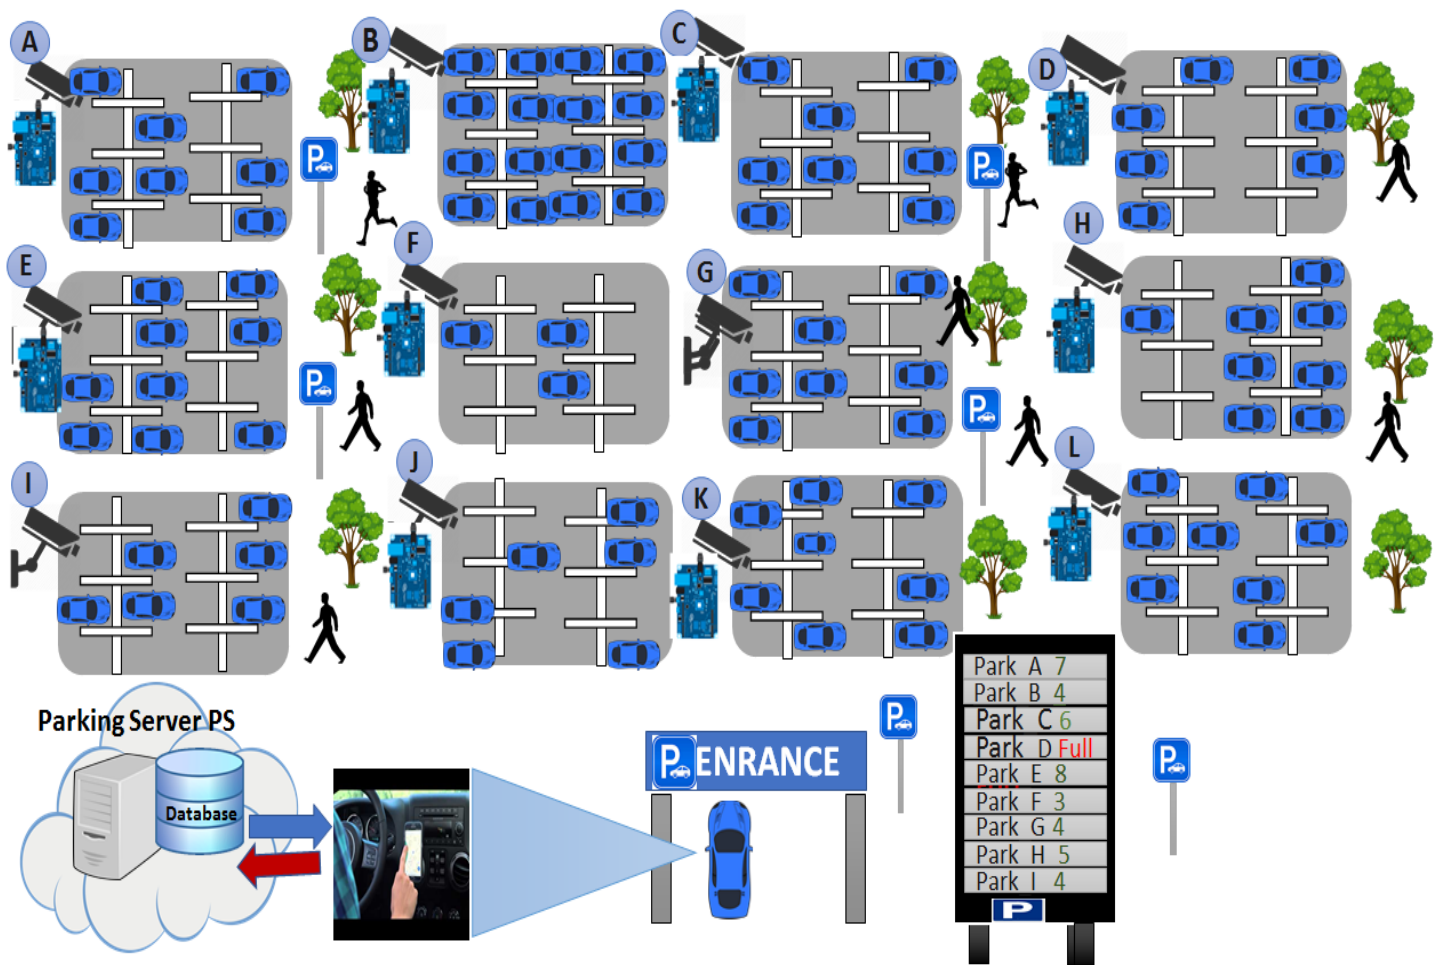 A
B
C
D
E
F
G
H
I
J
K
L
P
P
P
P
Parking Server PS
Database
P ENRANCE
P
P
Park A 7
Park B 4
Park C 6
Park D Full
Park E 8
Park F 3
Park G 4
Park H 5
Park I 4
P